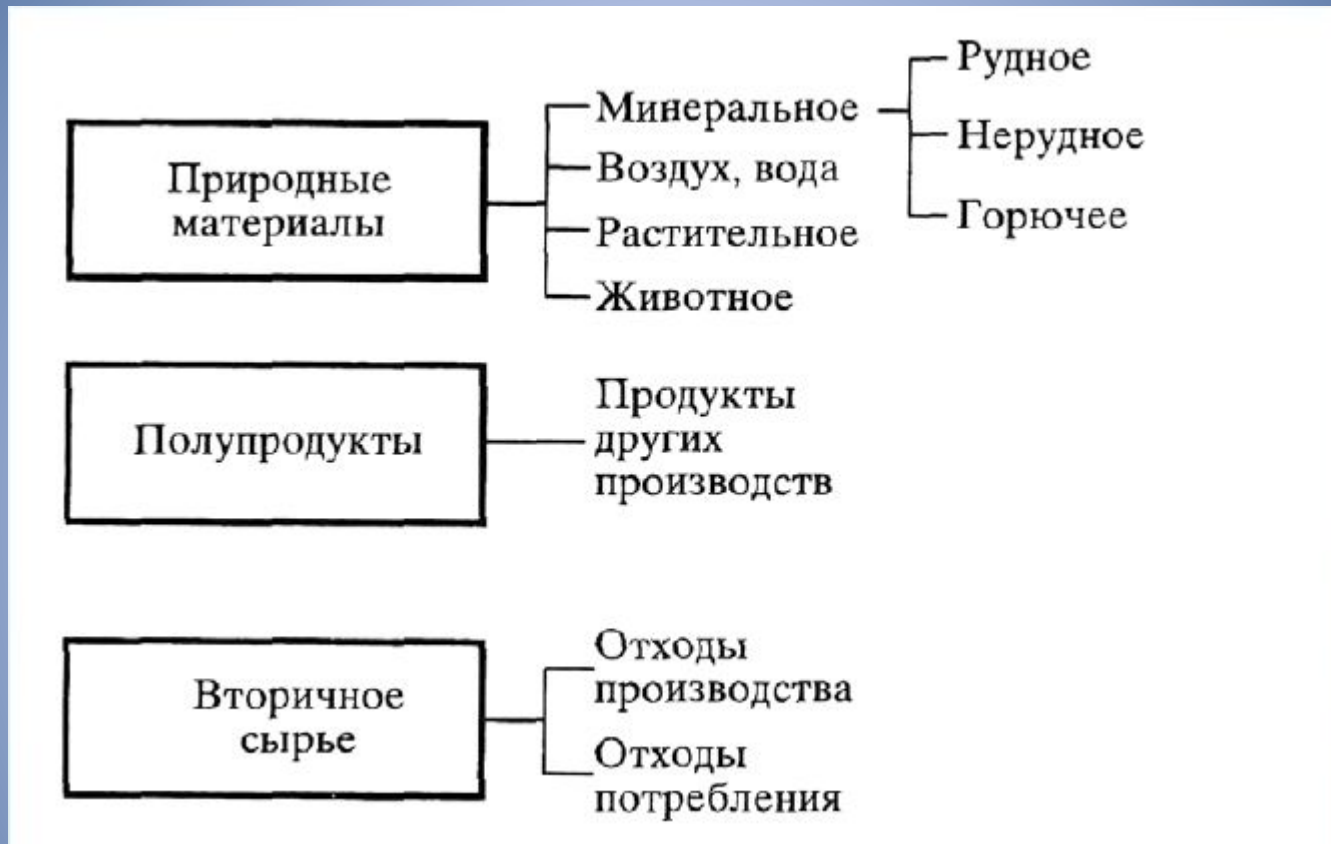 Природные
материалы
Минеральное
Воздух, вода
Растительное
Животное
Рудное
Нерудное
Горючее
Полупродукты
Продукты
других
производств
Вторичное
сырье
Отходы
производства
Отходы
потребления